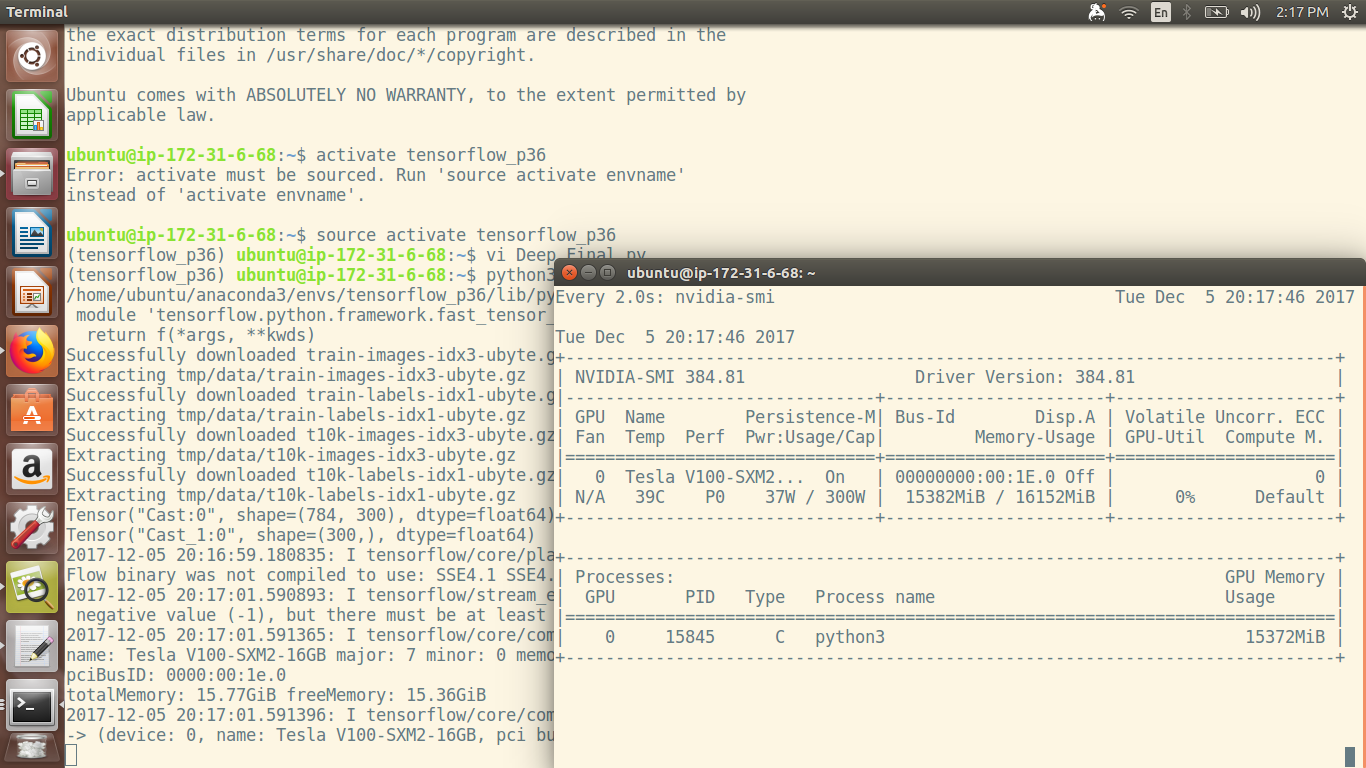 Terminal
En
2:17 PM
the exact distribution terms for each program are described in the
individual files in /usr/share/doc/*/copyright.
Ubuntu comes with ABSOLUTELY NO WARRANTY, to the extent permitted by
applicable law.
ubuntu@ip-172-31-6-68:~$ activate tensorflow_p36
Error: activate must be sourced. Run 'source activate envname'
instead of 'activate envname'.
ubuntu@ip-172-31-6-68:~$ source activate tensorflow_p36
(tensorflow_p36) ubuntu@ip-172-31-6-68:~$ vi Deep_Final.py
(tensorflow_p36) ubuntu@ip-172-31-6-68:~$ python3
/home/ubuntu/anaconda3/envs/tensorflow_p36/lib/py
module 'tensorflow.python.framework.fast_tensor_
return f(*args, **kwds)
Successfully downloaded train-images-idx3-ubyte.g
Extracting tmp/data/train-images-idx3-ubyte.gz
Successfully downloaded train-labels-idx1-ubyte.g
Extracting tmp/data/train-labels-idx1-ubyte.gz
Successfully downloaded t10k-images-idx3-ubyte.gz
Extracting tmp/data/t10k-images-idx3-ubyte.gz
Successfully downloaded t10k-labels-idx1-ubyte.gz
Extracting tmp/data/t10k-labels-idx1-ubyte.gz
Tensor("Cast:0", shape=(784, 300), dtype=float64)
Tensor("Cast_1:0", shape=(300,), dtype=float64)
2017-12-05 20:16:59.180835: I tensorflow/core/pla
Flow binary was not compiled to use: SSE4.1 SSE4.
2017-12-05 20:17:01.590893: I tensorflow/stream_e
negative value (-1), but there must be at least
2017-12-05 20:17:01.591365: I tensorflow/core/com
name: Tesla V100-SXM2-16GB major: 7 minor: 0 memo
pciBusID: 0000:00:1e.0
totalMemory: 15.77GiB freeMemory: 15.36GiB
2017-12-05 20:17:01.591396: I tensorflow/core/com
-> (device: 0, name: Tesla V100-SXM2-16GB, pci bu
ubuntu@ip-172-31-6-68: ~
Every 2.0s: nvidia-smi Tue Dec  5 20:17:46 2017
Tue Dec  5 20:17:46 2017
+-----------------------------------------------------------------------------+
| NVIDIA-SMI 384.81                 Driver Version: 384.81                    |
|-------------------------------+----------------------+----------------------+
| GPU  Name        Persistence-M| Bus-Id        Disp.A | Volatile Uncorr. ECC |
| Fan  Temp  Perf  Pwr:Usage/Cap|         Memory-Usage | GPU-Util  Compute M. |
|===============================+======================+======================|
|   0  Tesla V100-SXM2...  On   | 00000000:00:1E.0 Off |                    0 |
| N/A   39C    P0    37W / 300W |  15382MiB / 16152MiB |      0%      Default |
+-------------------------------+----------------------+----------------------+
+-----------------------------------------------------------------------------+
| Processes:                                                       GPU Memory |
|  GPU       PID   Type   Process name                             Usage      |
|=============================================================================|
|    0     15845      C   python3                                    15372MiB |
+-----------------------------------------------------------------------------+